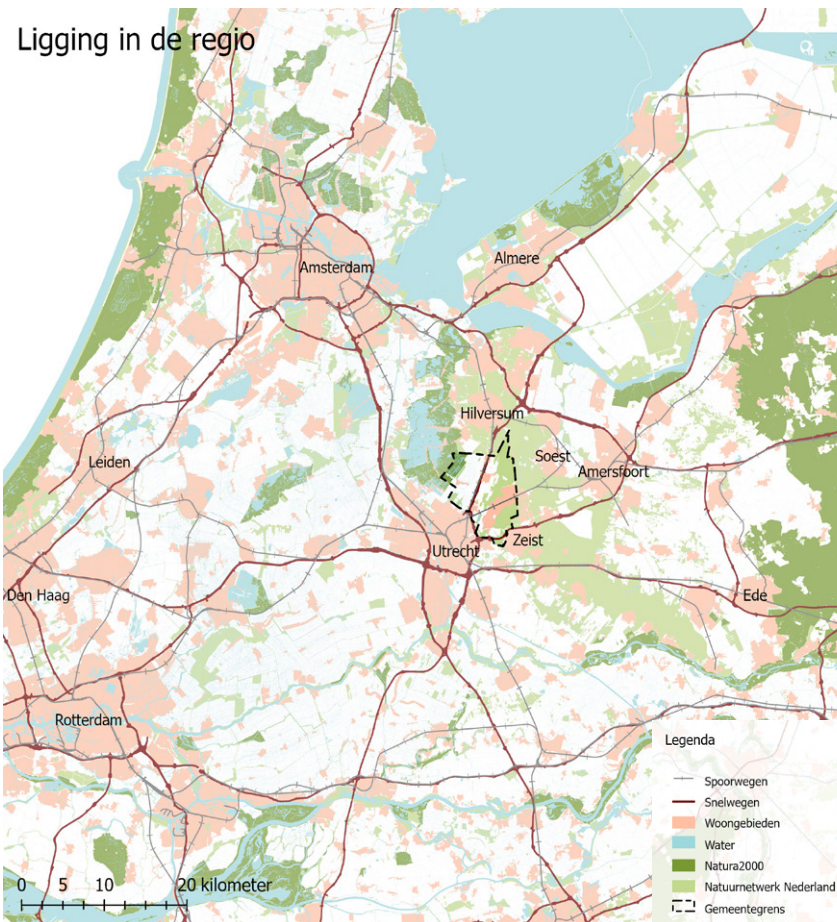 Ligging in de regio
Amsterdam
Almere
Hilversum
Soest
Amersfoort
Leiden
Utrecht
Zeist
Den Haag
Ede
Rotterdam
Legenda
Spoorwegen
Snelwegen
Woongebieden
Water
Natura2000
Natuurnetwerk Nederland
Gemeentegrens
0 5 10 20 kilometer